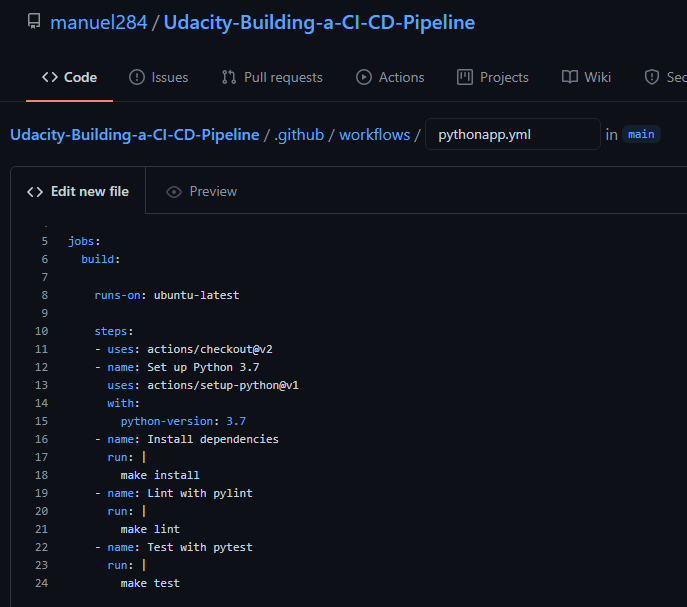 manuel284 / Udacity-Building-a-CI-CD-Pipeline
<> Code Issues Pull requests Actions Projects Wiki Sec
Udacity-Building-a-CI-CD-Pipeline / .github / workflows / pythonapp.yml in main
<> Edit new file Preview
5 jobs:
6   build:
7
8     runs-on: ubuntu-latest
9
10     steps:
11     - uses: actions/checkout@v2
12     - name: Set up Python 3.7
13       uses: actions/setup-python@v1
14       with:
15         python-version: 3.7
16     - name: Install dependencies
17       run: |
18         make install
19     - name: Lint with pylint
20       run: |
21         make lint
22     - name: Test with pytest
23       run: |
24         make test